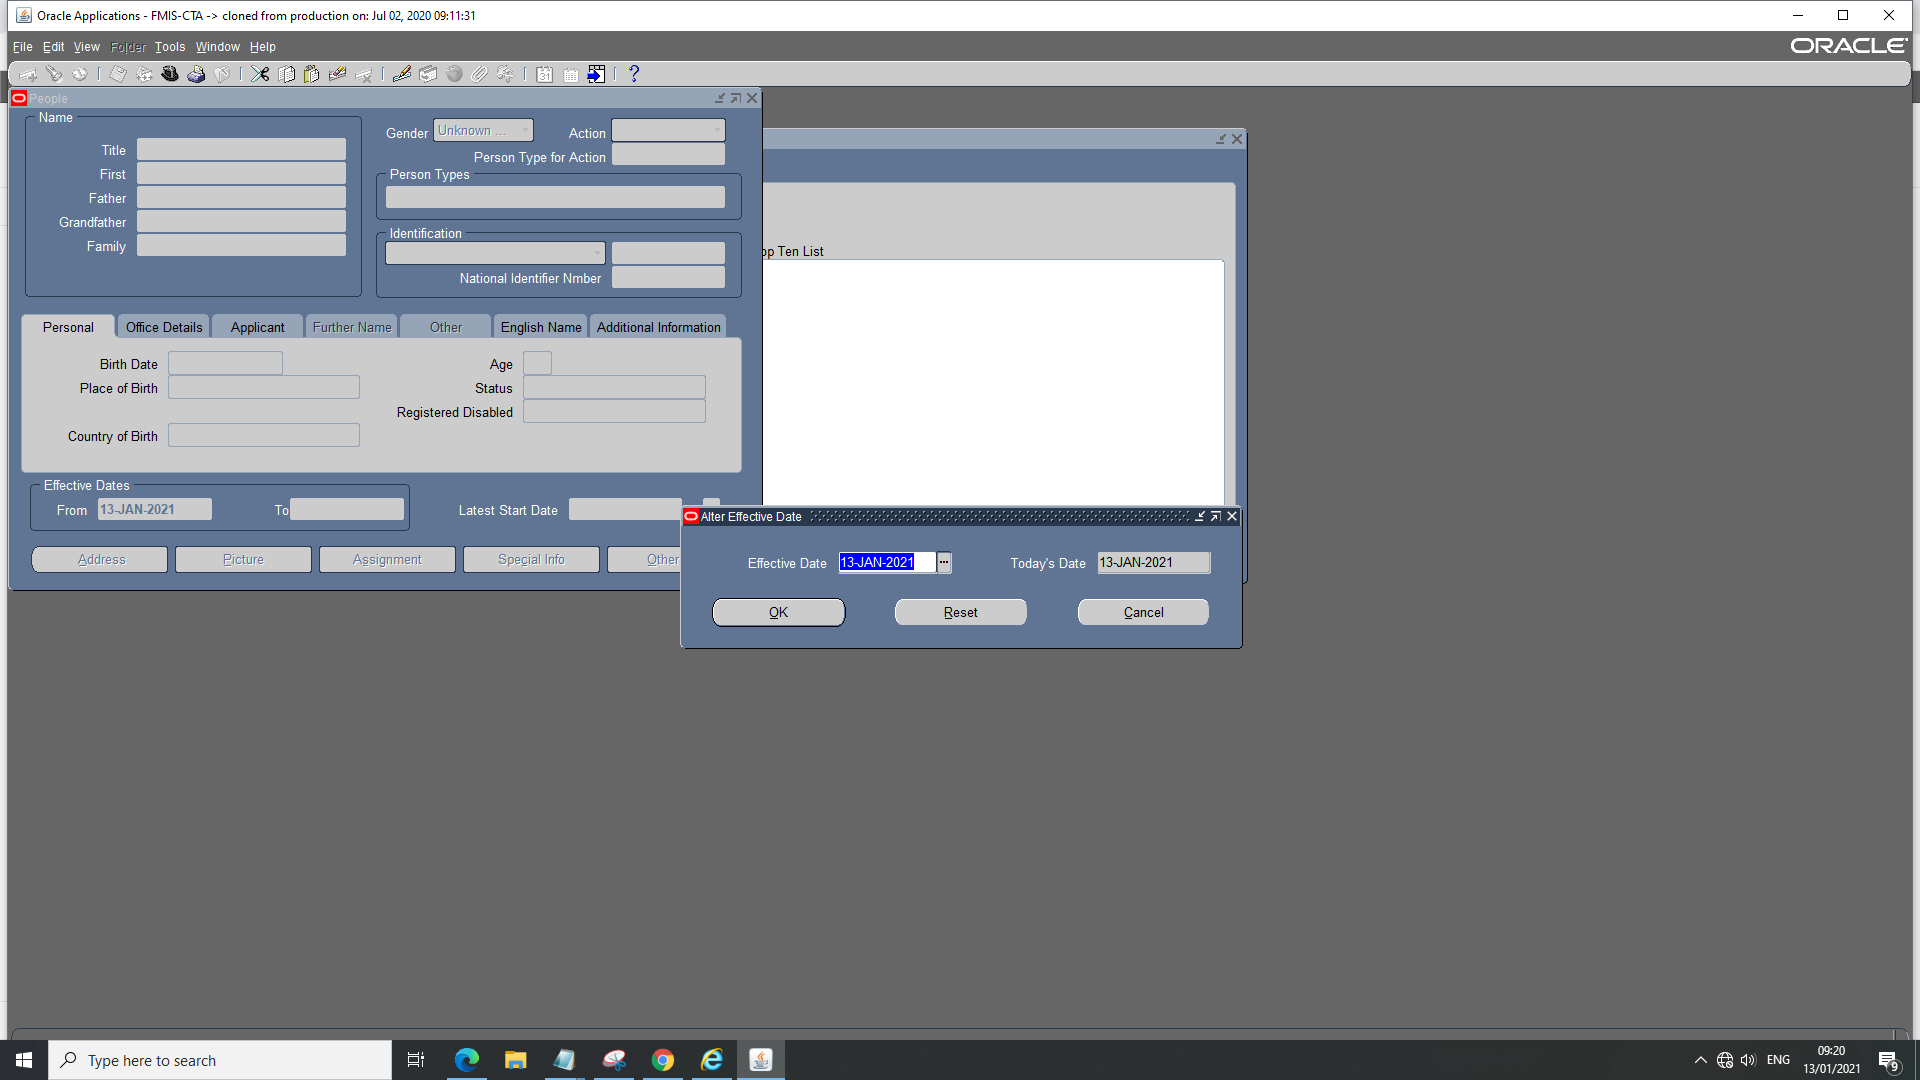 Oracle Applications - FMIS-CTA -> cloned from production on: Jul 02, 2020 09:11:31
File Edit View Folder Tools Window Help
ORACLE
People
Name
Title
First
Father
Grandfather
Family
Gender Unknown ... Action
Person Type for Action
Person Types
Identification
National Identifier Nmber
op Ten List
Personal Office Details Applicant Further Name Other English Name Additional Information
Birth Date Age
Place of Birth Status
Registered Disabled
Country of Birth
Effective Dates
From 13-JAN-2021 To Latest Start Date
Address Picture Assignment Special Info Other
Alter Effective Date
Effective Date 13-JAN-2021 ... Today's Date 13-JAN-2021
OK Reset Cancel
Type here to search
ENG
09:20
13/01/2021
9